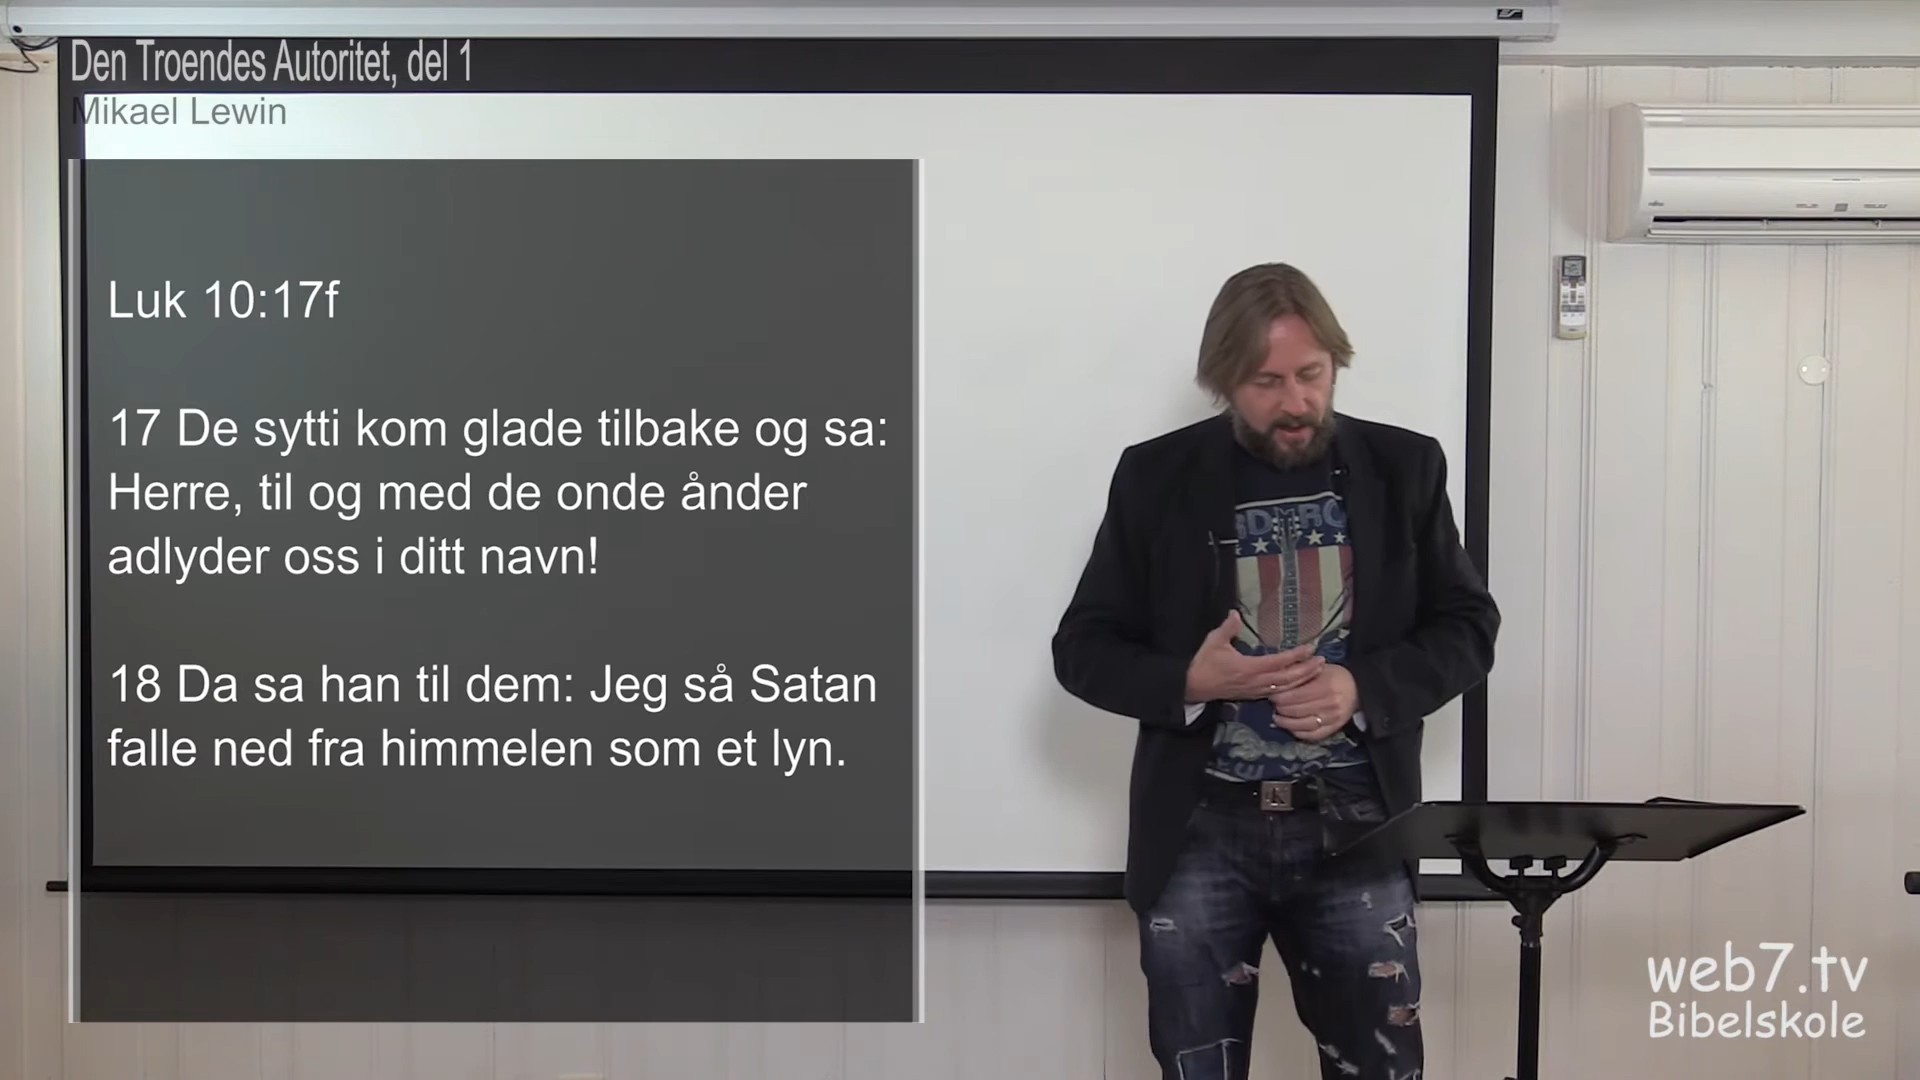 Den Troendes Autoritet, del 1
Mikael Lewin
Luk 10:17f
17 De sytti kom glade tilbake og sa:
Herre, til og med de onde ånder
adlyder oss i ditt navn!
18 Da sa han til dem: Jeg så Satan
falle ned fra himmelen som et lyn.
web7.tv
Bibelskole